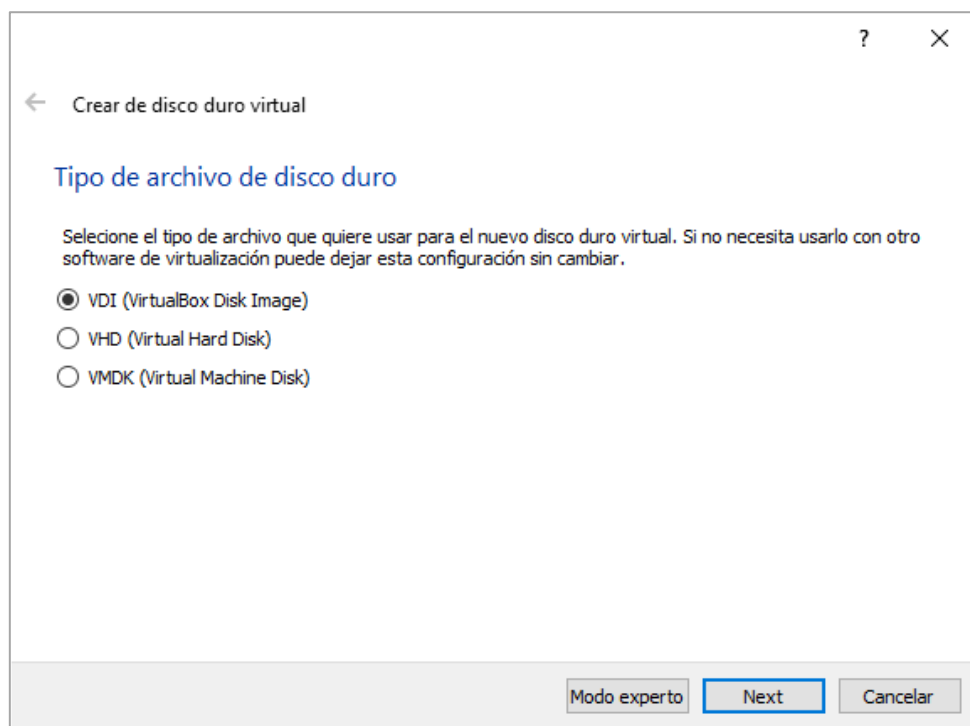 ?
Crear de disco duro virtual
Tipo de archivo de disco duro
Seleccione el tipo de archivo que quiere usar para el nuevo disco duro virtual. Si no necesita usarlo con otro
software de virtualización puede dejar esta configuración sin cambiar.
VDI (VirtualBox Disk Image)
VHD (Virtual Hard Disk)
VMDK (Virtual Machine Disk)
Modo experto Next Cancelar